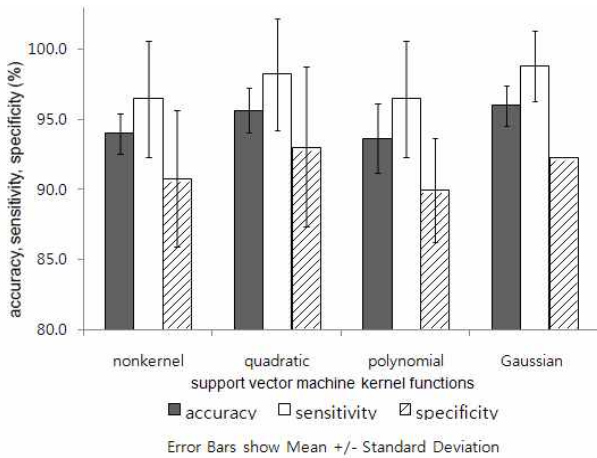 accuracy, sensitivity, specificity (%)
100.0
95.0
90.0
85.0
80.0
nonkernel quadratic polynomial Gaussian
support vector machine kernel functions
accuracy sensitivity specificity
Error Bars show Mean +/- Standard Deviation